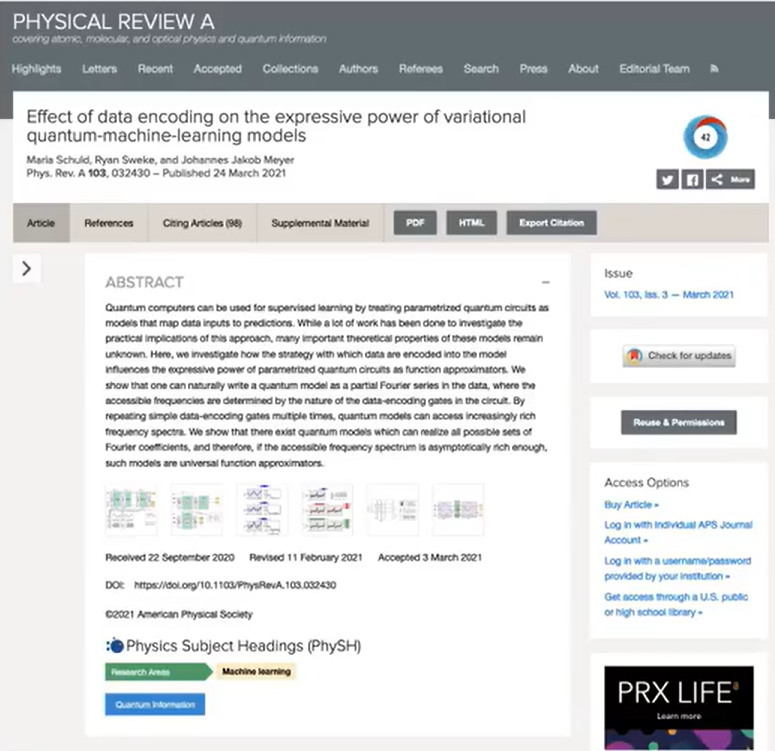 PHYSICAL REVIEW A
covering atomic, molecular, and optical physics and quantum information
Highlights Letters Recent Accepted Collections Authors Referees Search Press About Editorial Team
Effect of data encoding on the expressive power of variational
quantum-machine-learning models
Maria Schuld, Ryan Sweke, and Johannes Jakob Meyer
Phys. Rev. A 103, 032430 – Published 24 March 2021
42
More
Article References Citing Articles (98) Supplemental Material PDF HTML Export Citation
ABSTRACT
Quantum computers can be used for supervised learning by treating parametrized quantum circuits as
models that map data inputs to predictions. While a lot of work has been done to investigate the
practical implications of this approach, many important theoretical properties of these models remain
unknown. Here, we investigate how the strategy with which data are encoded into the model
influences the expressive power of parametrized quantum circuits as function approximators. We
show that one can naturally write a quantum model as a partial Fourier series in the data, where the
accessible frequencies are determined by the nature of the data-encoding gates in the circuit. By
repeating simple data-encoding gates multiple times, quantum models can access increasingly rich
frequency spectra. We show that there exist quantum models which can realize all possible sets of
Fourier coefficients, and therefore, if the accessible frequency spectrum is asymptotically rich enough,
such models are universal function approximators.
Received 22 September 2020 Revised 11 February 2021 Accepted 3 March 2021
DOI: https://doi.org/10.1103/PhysRevA.103.032430
©2021 American Physical Society
Physics Subject Headings (PhySH)
Research Areas Machine learning
Quantum Information
Issue
Vol. 103, Iss. 3 — March 2021
Check for updates
Reuse & Permissions
Access Options
Buy Article »
Log in with Individual APS Journal
Account »
Log in with a username/password
provided by your institution »
Get access through a U.S. public
or high school library »
PRX LIFE
Learn more